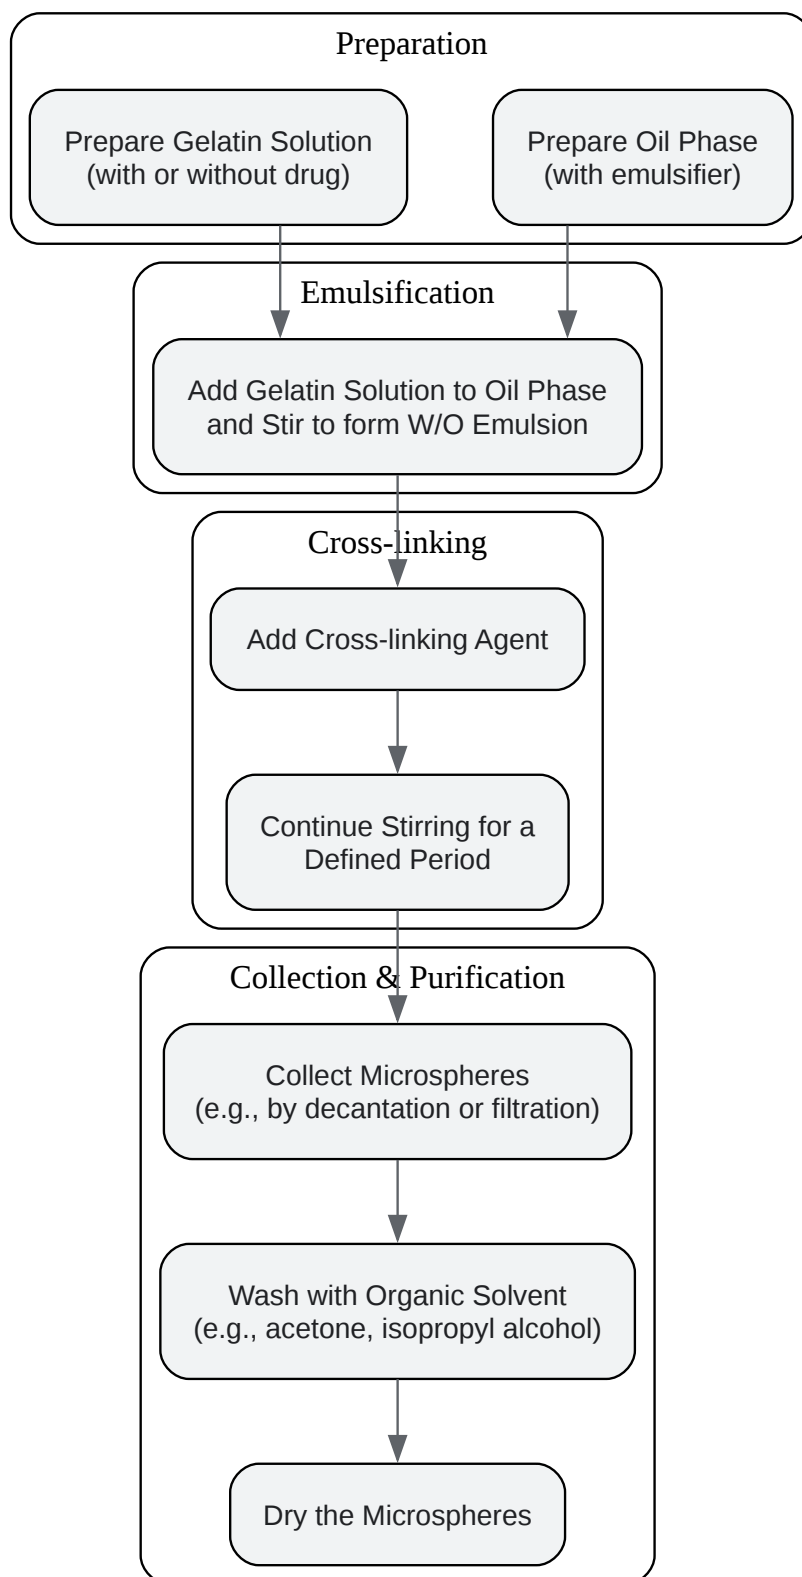 Preparation
Prepare Gelatin Solution
(with or without drug)
Prepare Oil Phase
(with emulsifier)
Emulsification
Add Gelatin Solution to Oil Phase
and Stir to form W/O Emulsion
Cross-linking
Add Cross-linking Agent
Continue Stirring for a
Defined Period
Collection & Purification
Collect Microspheres
(e.g., by decantation or filtration)
Wash with Organic Solvent
(e.g., acetone, isopropyl alcohol)
Dry the Microspheres